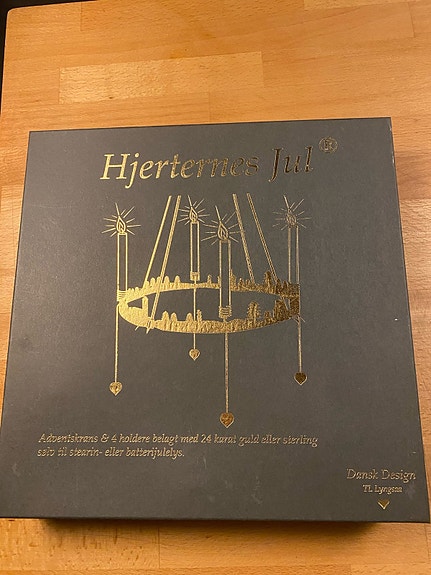 Hjerternes Jul
Adventskrans & 4 holdere belagt med 24 karat guld eller sterling
sølv til stearin- eller batterijulelys.
Dansk Design
TL Lyngsaa